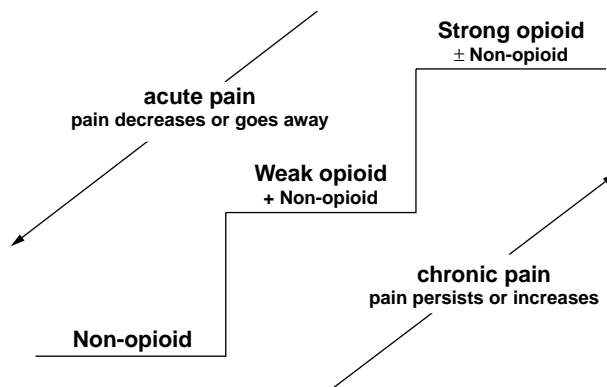 Strong opioid
± Non-opioid
acute pain
pain decreases or goes away
Weak opioid
+ Non-opioid
chronic pain
pain persists or increases
Non-opioid